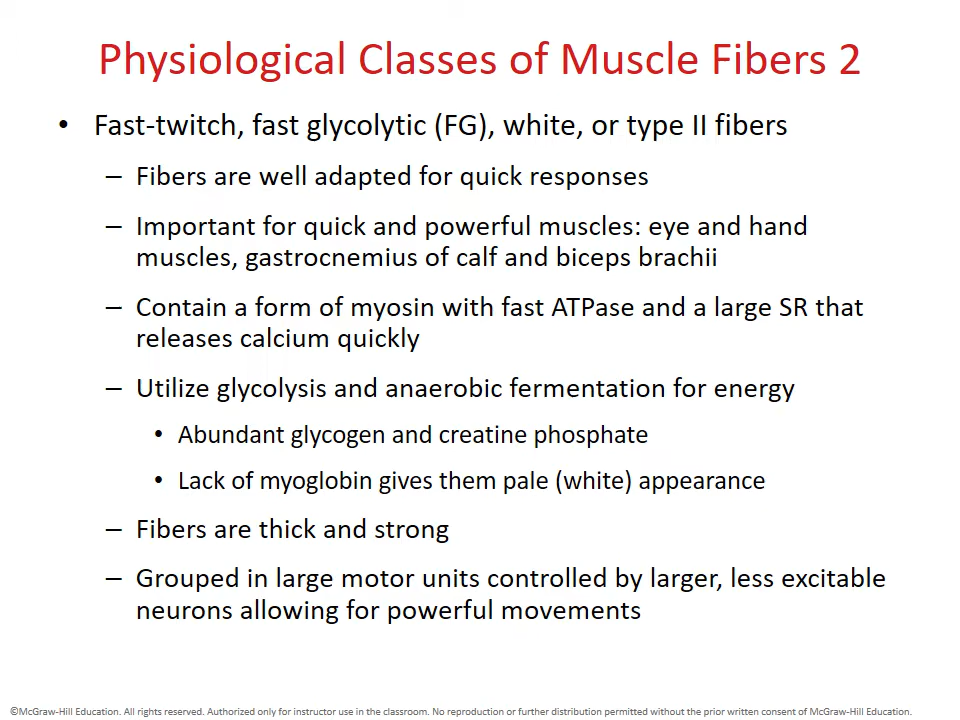 Physiological Classes of Muscle Fibers 2
• Fast-twitch, fast glycolytic (FG), white, or type II fibers
– Fibers are well adapted for quick responses
– Important for quick and powerful muscles: eye and hand
muscles, gastrocnemius of calf and biceps brachii
– Contain a form of myosin with fast ATPase and a large SR that
releases calcium quickly
– Utilize glycolysis and anaerobic fermentation for energy
• Abundant glycogen and creatine phosphate
• Lack of myoglobin gives them pale (white) appearance
– Fibers are thick and strong
– Grouped in large motor units controlled by larger, less excitable
neurons allowing for powerful movements
©McGraw-Hill Education. All rights reserved. Authorized only for instructor use in the classroom. No reproduction or further distribution permitted without the prior written consent of McGraw-Hill Education.